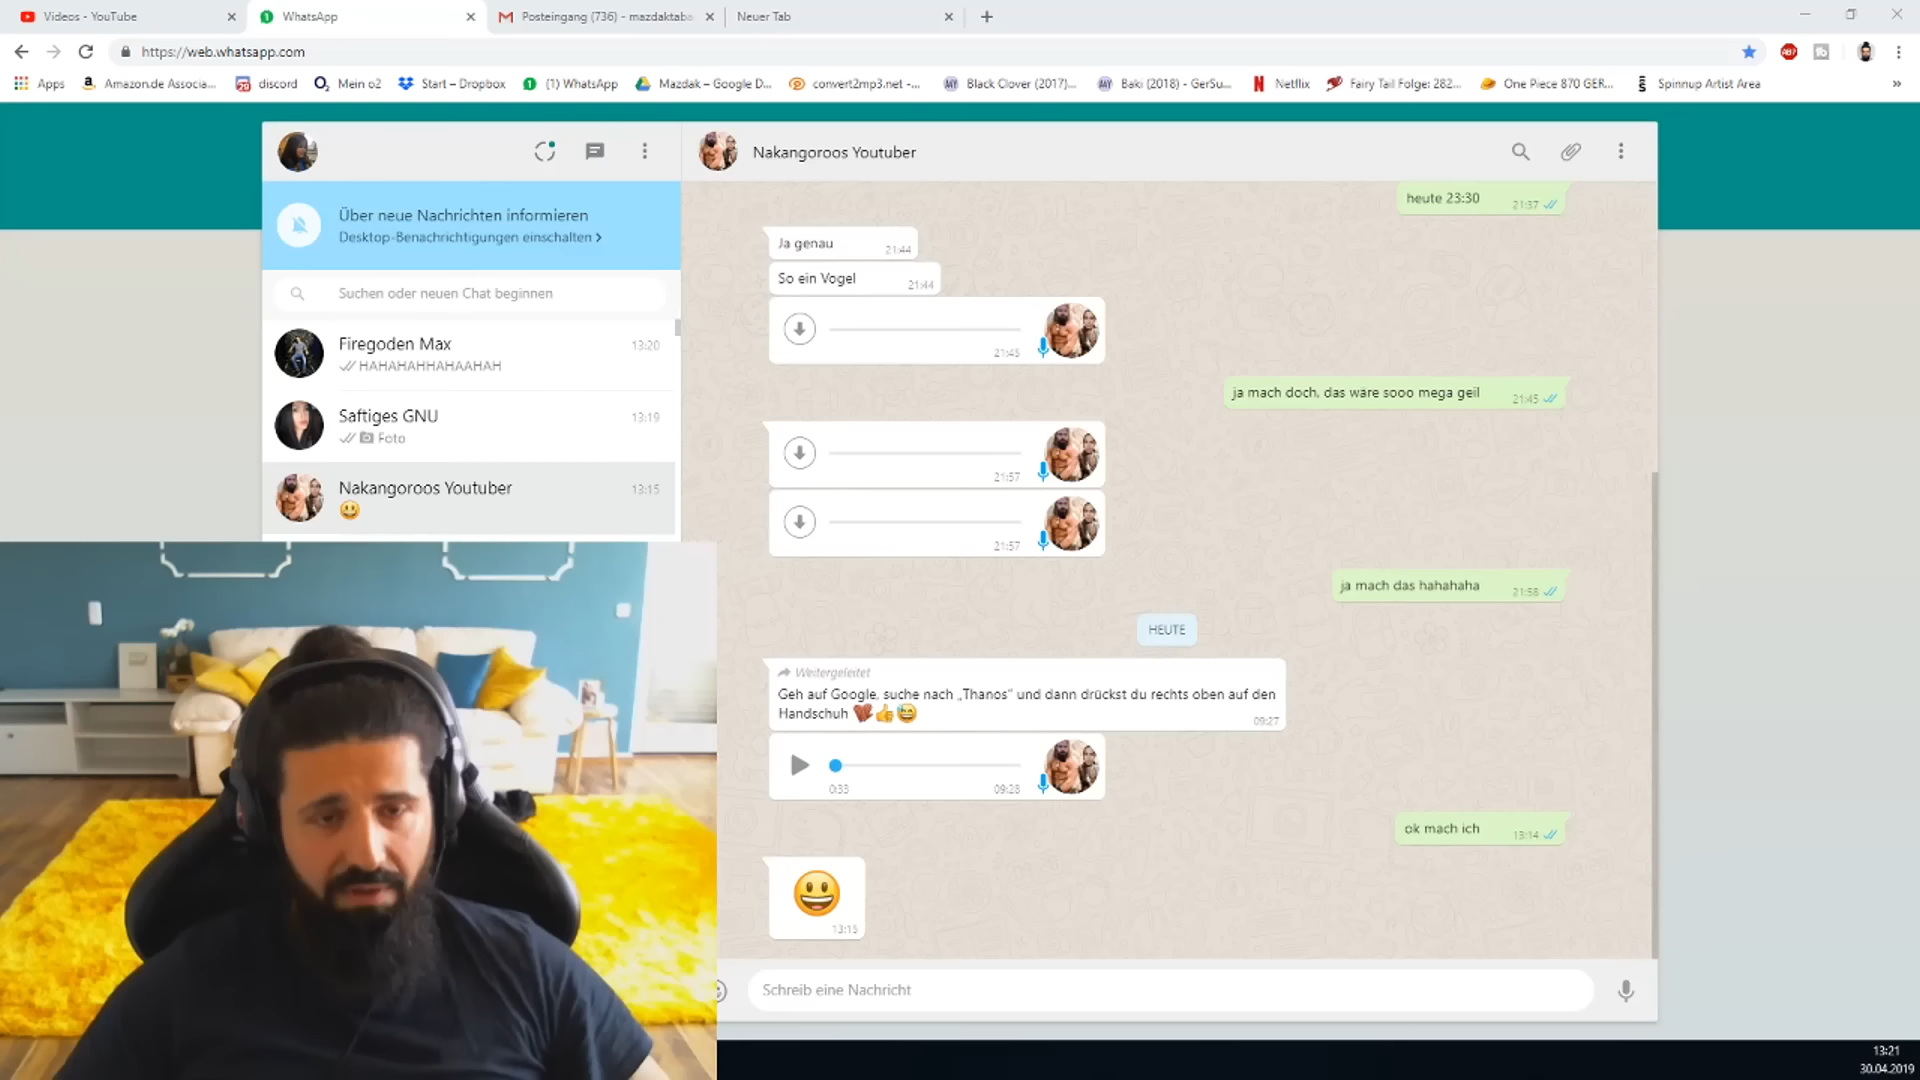 Videos - YouTube
WhatsApp
Posteingang (736) - mazdaktaba
Neuer Tab
https://web.whatsapp.com
Apps
Amazon.de Associa...
discord
Mein o2
Start – Dropbox
(1) WhatsApp
Mazdak – Google D...
convert2mp3.net -...
Black Clover (2017)...
Baki (2018) - GerSu...
Netflix
Fairy Tail Folge: 282...
One Piece 870 GER...
Spinnup Artist Area
»
Über neue Nachrichten informieren
Desktop-Benachrichtigungen einschalten >
Suchen oder neuen Chat beginnen
Firegoden Max 13:20
HAHAHAHHAHAAHAH
Saftiges GNU 13:19
Foto
Nakangoroos Youtuber 13:15
Nakangoroos Youtuber
heute 23:30 21:37
Ja genau 21:44
So ein Vogel 21:44
21:45
ja mach doch, das wäre sooo mega geil 21:45
21:57
21:57
ja mach das hahahaha 21:58
HEUTE
Weitergeleitet
Geh auf Google, suche nach „Thanos“ und dann drückst du rechts oben auf den
Handschuh 09:27
0:33 09:28
ok mach ich 13:14
13:15
Schreib eine Nachricht
13:21
30.04.2019